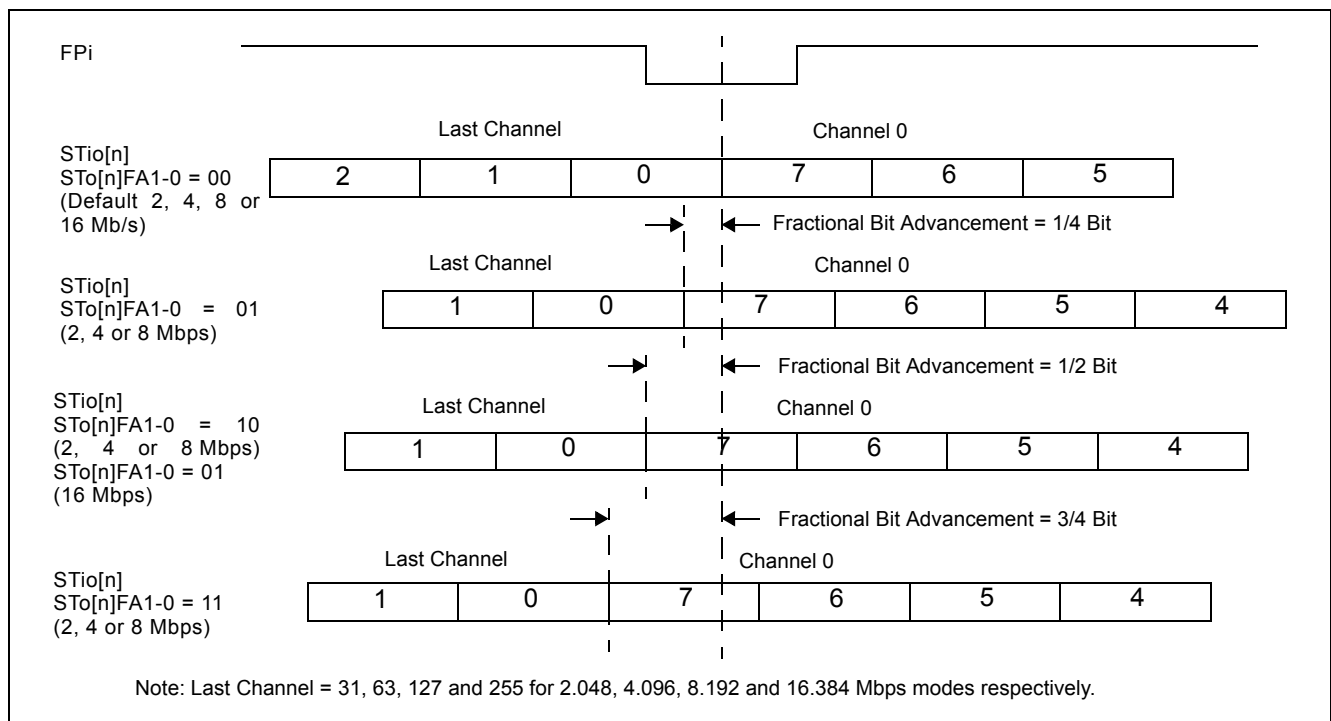 FPi
Last Channel
Channel 0
STio[n]
STo[n]FA1-0 = 00
(Default 2, 4, 8 or
16 Mb/s)
2 1 0 7 6 5
Fractional Bit Advancement = 1/4 Bit
Last Channel
Channel 0
STio[n]
STo[n]FA1-0 = 01
(2, 4 or 8 Mbps)
1 0 7 6 5 4
Fractional Bit Advancement = 1/2 Bit
Last Channel
Channel 0
STio[n]
STo[n]FA1-0 = 10
(2, 4 or 8 Mbps)
STo[n]FA1-0 = 01
(16 Mbps)
1 0 7 6 5 4
Fractional Bit Advancement = 3/4 Bit
Last Channel
Channel 0
STio[n]
STo[n]FA1-0 = 11
(2, 4 or 8 Mbps)
1 0 7 6 5 4
Note: Last Channel = 31, 63, 127 and 255 for 2.048, 4.096, 8.192 and 16.384 Mbps modes respectively.